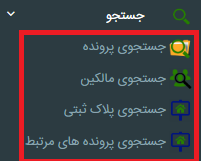 جستجو
جستجوی پرونده
جستجوی مالکین
جستجوی پلاک ثبتی
جستجوی پرونده های مرتبط